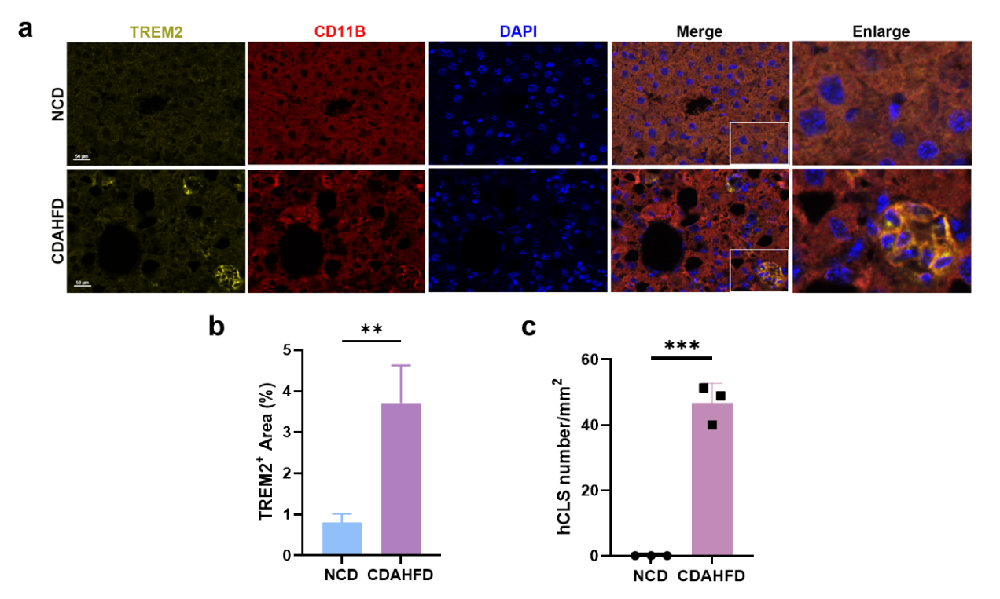 a
TREM2 CD11B DAPI Merge Enlarge
NCD
50 µm
CDAHFD
50 µm
b
**
TREM2+ Area (%)
5
4
3
2
1
0
NCD CDAHFD
c
***
hCLS number/mm2
60
40
20
0
NCD CDAHFD